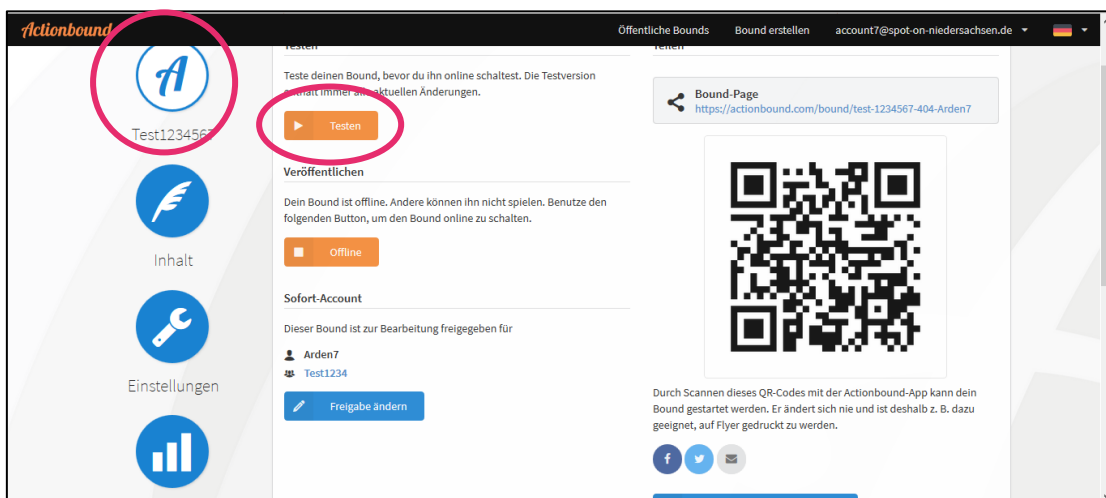 Actionbound
Öffentliche Bounds
Bound erstellen
account7@spot-on-niedersachsen.de
A
Test1234567
Inhalt
Einstellungen
Testen
Teste deinen Bound, bevor du ihn online schaltest. Die Testversion
enthält immer alle aktuellen Änderungen.
Testen
Veröffentlichen
Dein Bound ist offline. Andere können ihn nicht spielen. Benutze den
folgenden Button, um den Bound online zu schalten.
Offline
Sofort-Account
Dieser Bound ist zur Bearbeitung freigegeben für
Arden7
Test1234
Freigabe ändern
Teilen
Bound-Page
https://actionbound.com/bound/test-1234567-404-Arden7
Durch Scannen dieses QR-Codes mit der Actionbound-App kann dein
Bound gestartet werden. Er ändert sich nie und ist deshalb z. B. dazu
geeignet, auf Flyer gedruckt zu werden.